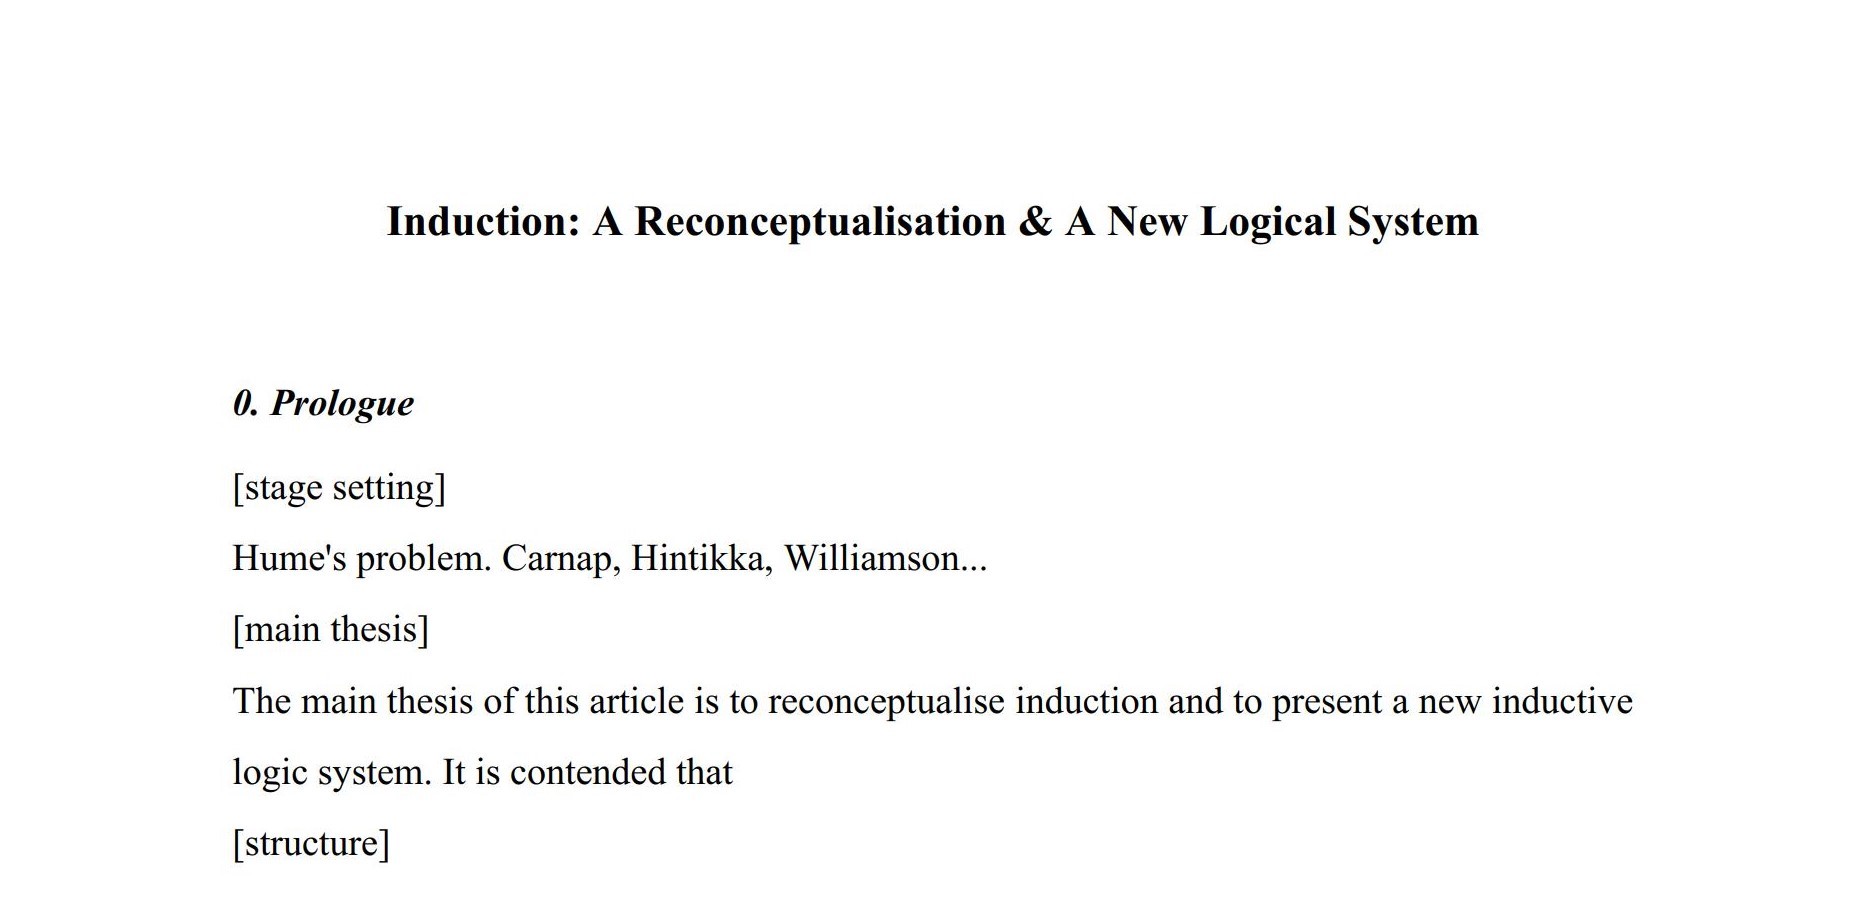 Induction: A Reconceptualisation & A New Logical System
0. Prologue
[stage setting]
Hume's problem. Carnap, Hintikka, Williamson...
[main thesis]
The main thesis of this article is to reconceptualise induction and to present a new inductive
logic system. It is contended that
[structure]